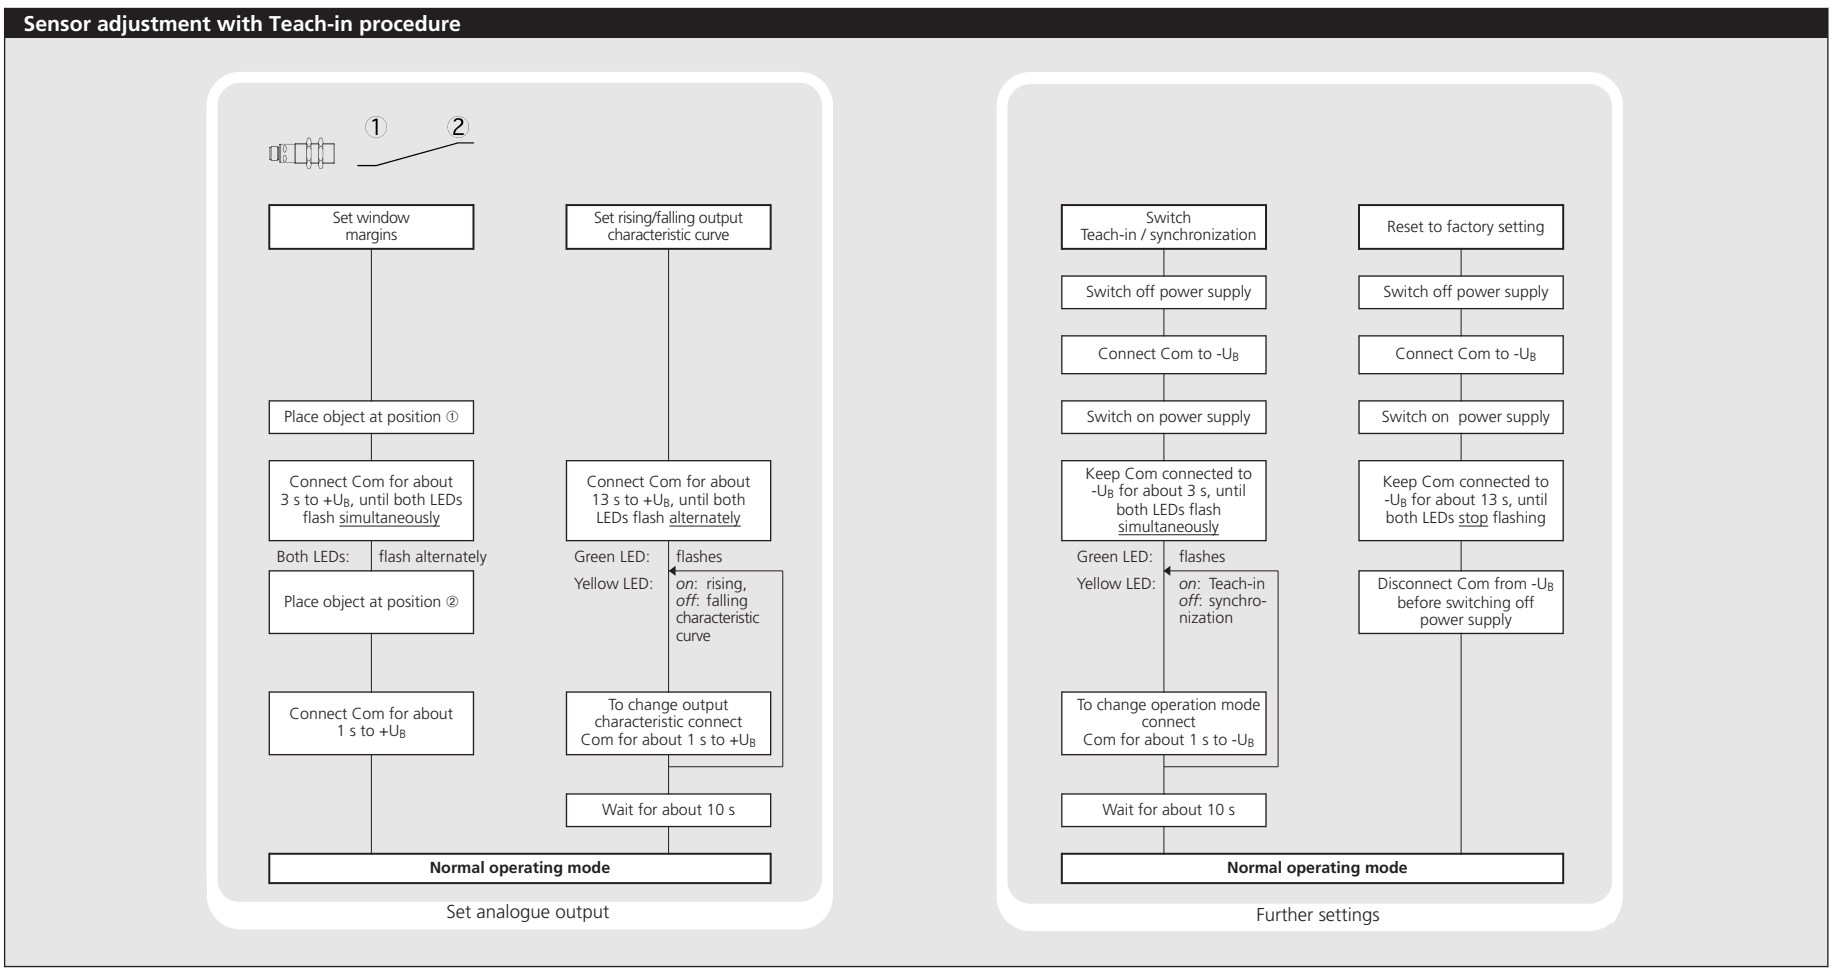 Sensor adjustment with Teach-in procedure
① ②
Set window
margins
Place object at position ①
Connect Com for about
3 s to +UB, until both LEDs
flash simultaneously
Both LEDs: flash alternately
Place object at position ②
Connect Com for about
1 s to +UB
Set rising/falling output
characteristic curve
Connect Com for about
13 s to +UB, until both
LEDs flash alternately
Green LED: flashes
Yellow LED: on: rising,
off: falling
characteristic
curve
To change output
characteristic connect
Com for about 1 s to +UB
Wait for about 10 s
Normal operating mode
Set analogue output
Switch
Teach-in / synchronization
Switch off power supply
Connect Com to -UB
Switch on power supply
Keep Com connected to
-UB for about 3 s, until
both LEDs flash
simultaneously
Green LED: flashes
Yellow LED: on: Teach-in
off: synchro-
nization
To change operation mode
connect
Com for about 1 s to -UB
Wait for about 10 s
Reset to factory setting
Switch off power supply
Connect Com to -UB
Switch on power supply
Keep Com connected to
-UB for about 13 s, until
both LEDs stop flashing
Disconnect Com from -UB
before switching off
power supply
Normal operating mode
Further settings